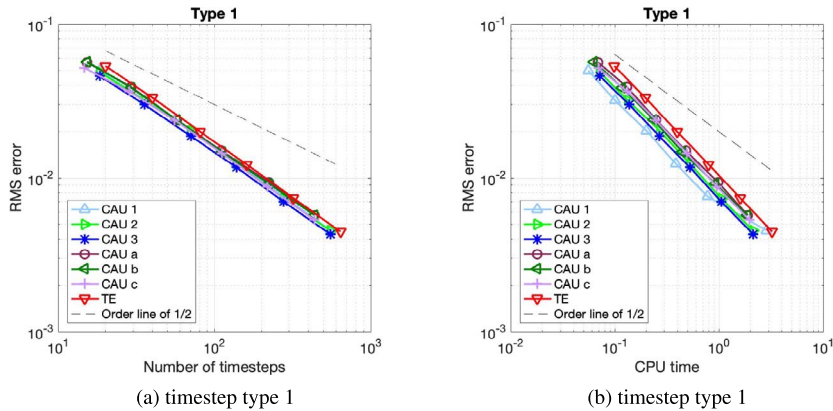 Type 1
10^-1
10^-2
10^-3
RMS error
CAU 1
CAU 2
CAU 3
CAU a
CAU b
CAU c
TE
Order line of 1/2
10^1
10^2
10^3
Number of timesteps
(a) timestep type 1
Type 1
10^-1
10^-2
10^-3
RMS error
CAU 1
CAU 2
CAU 3
CAU a
CAU b
CAU c
TE
Order line of 1/2
10^-2
10^-1
10^0
10^1
CPU time
(b) timestep type 1